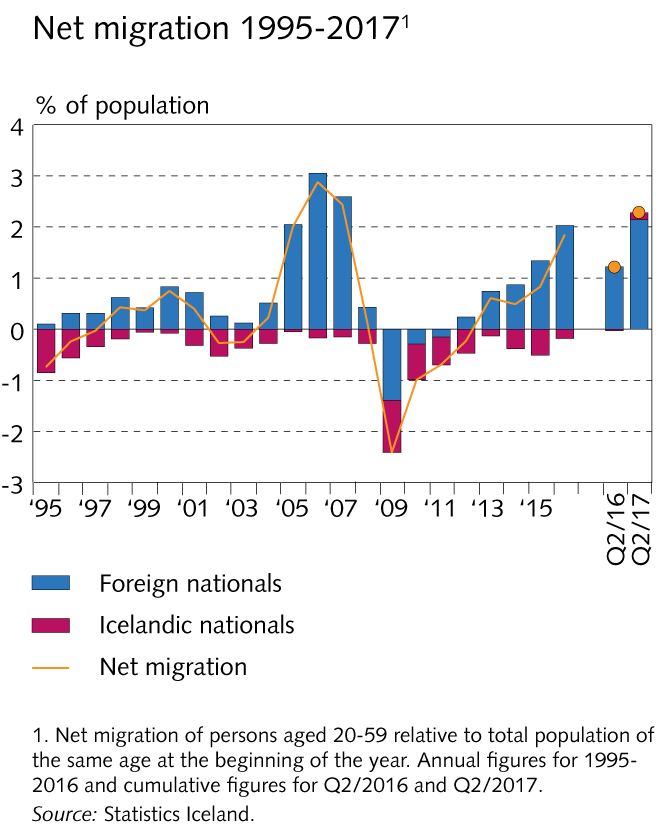 Net migration 1995-2017¹
% of population
4
3
2
1
0
-1
-2
-3
‘95 ‘97 ‘99 ‘01 ‘03 ‘05 ‘07 ‘09 ‘11 ‘13 ‘15 Q2/16 Q2/17
Foreign nationals
Icelandic nationals
Net migration
1. Net migration of persons aged 20-59 relative to total population of
the same age at the beginning of the year. Annual figures for 1995-
2016 and cumulative figures for Q2/2016 and Q2/2017.
Source: Statistics Iceland.